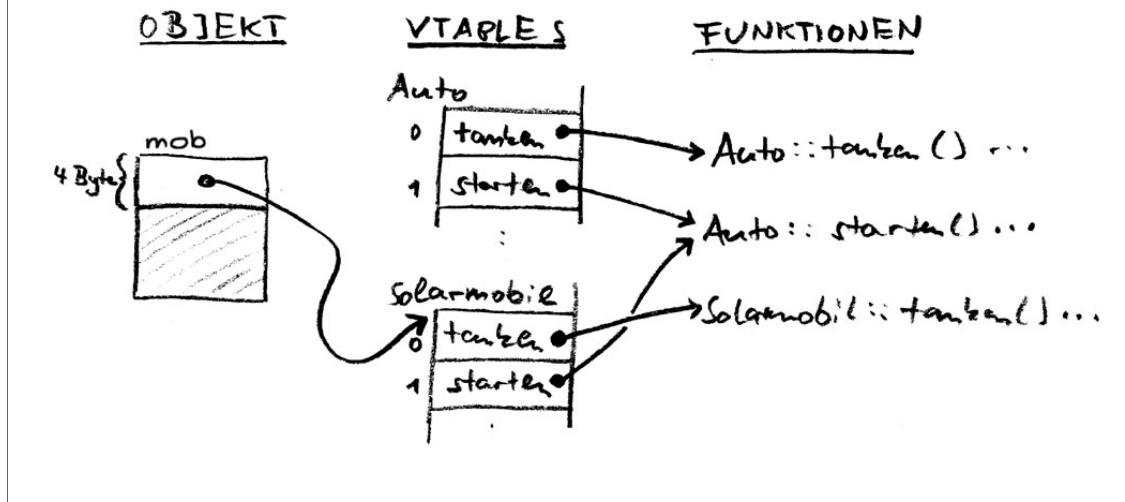 OBJEKT
VTABLES
FUNKTIONEN
mob
4 Byte
Auto
0 tanken
1 starten
:
Solarmobil
0 tanken
1 starten
.
Auto::tanken() ...
Auto::starten() ...
Solarmobil::tanken() ...